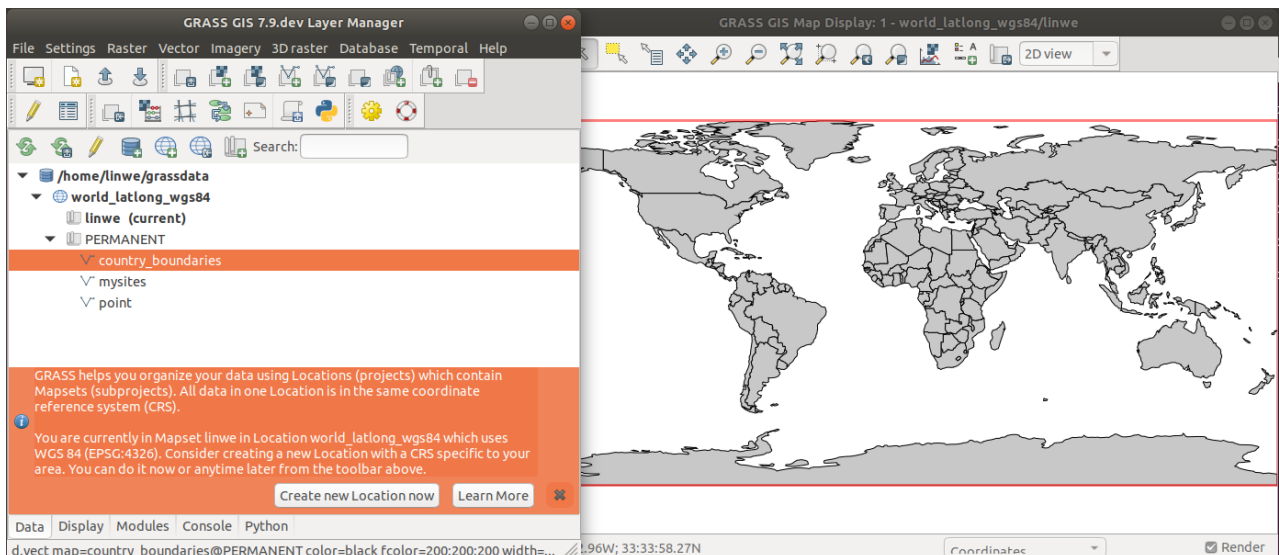 GRASS GIS 7.9.dev Layer Manager
File Settings Raster Vector Imagery 3D raster Database Temporal Help
Search:
/home/linwe/grassdata
world_latlong_wgs84
linwe (current)
PERMANENT
country_boundaries
mysites
point
GRASS helps you organize your data using Locations (projects) which contain
Mapsets (subprojects). All data in one Location is in the same coordinate
reference system (CRS).
You are currently in Mapset linwe in Location world_latlong_wgs84 which uses
WGS 84 (EPSG:4326). Consider creating a new Location with a CRS specific to your
area. You can do it now or anytime later from the toolbar above.
Create new Location now Learn More
Data Display Modules Console Python
d.vect map=country_boundaries@PERMANENT color=black fcolor=200:200:200 width=...
GRASS GIS Map Display: 1 - world_latlong_wgs84/linwe
2D view
2.96W; 33:33:58.27N
Coordinates
Render